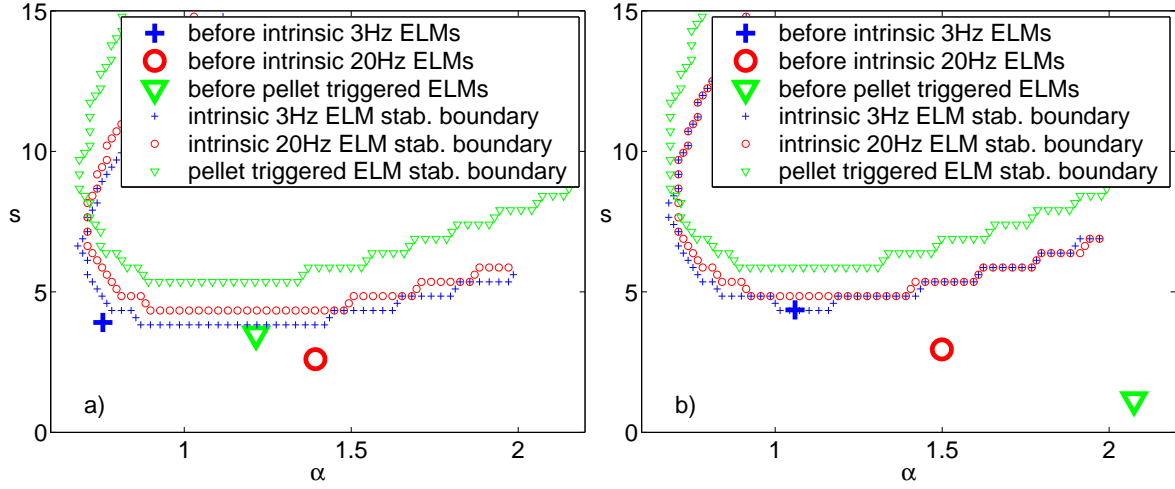 15
10
5
0
s
before intrinsic 3Hz ELMs
before intrinsic 20Hz ELMs
before pellet triggered ELMs
intrinsic 3Hz ELM stab. boundary
intrinsic 20Hz ELM stab. boundary
pellet triggered ELM stab. boundary
a)
1
1.5
2
α
15
10
5
0
s
before intrinsic 3Hz ELMs
before intrinsic 20Hz ELMs
before pellet triggered ELMs
intrinsic 3Hz ELM stab. boundary
intrinsic 20Hz ELM stab. boundary
pellet triggered ELM stab. boundary
b)
1
1.5
2
α